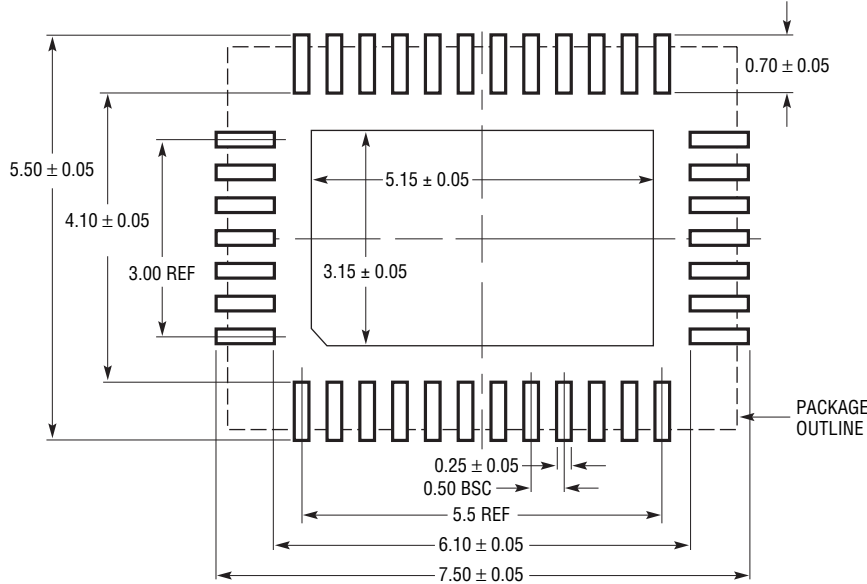 0.70 ± 0.05
5.50 ± 0.05
5.15 ± 0.05
4.10 ± 0.05
3.00 REF
3.15 ± 0.05
PACKAGE
OUTLINE
0.25 ± 0.05
0.50 BSC
5.5 REF
6.10 ± 0.05
7.50 ± 0.05